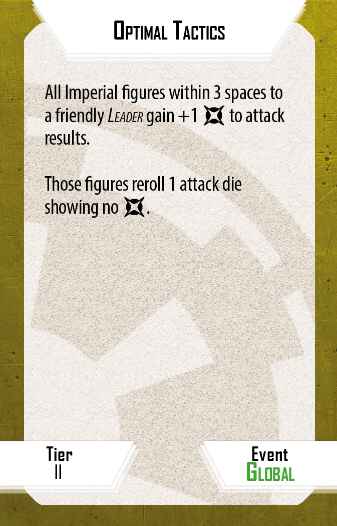 Optimal Tactics
All Imperial figures within 3 spaces to
a friendly Leader gain +1 to attack
results.
Those figures reroll 1 attack die
showing no .
Tier
II
Event
Global